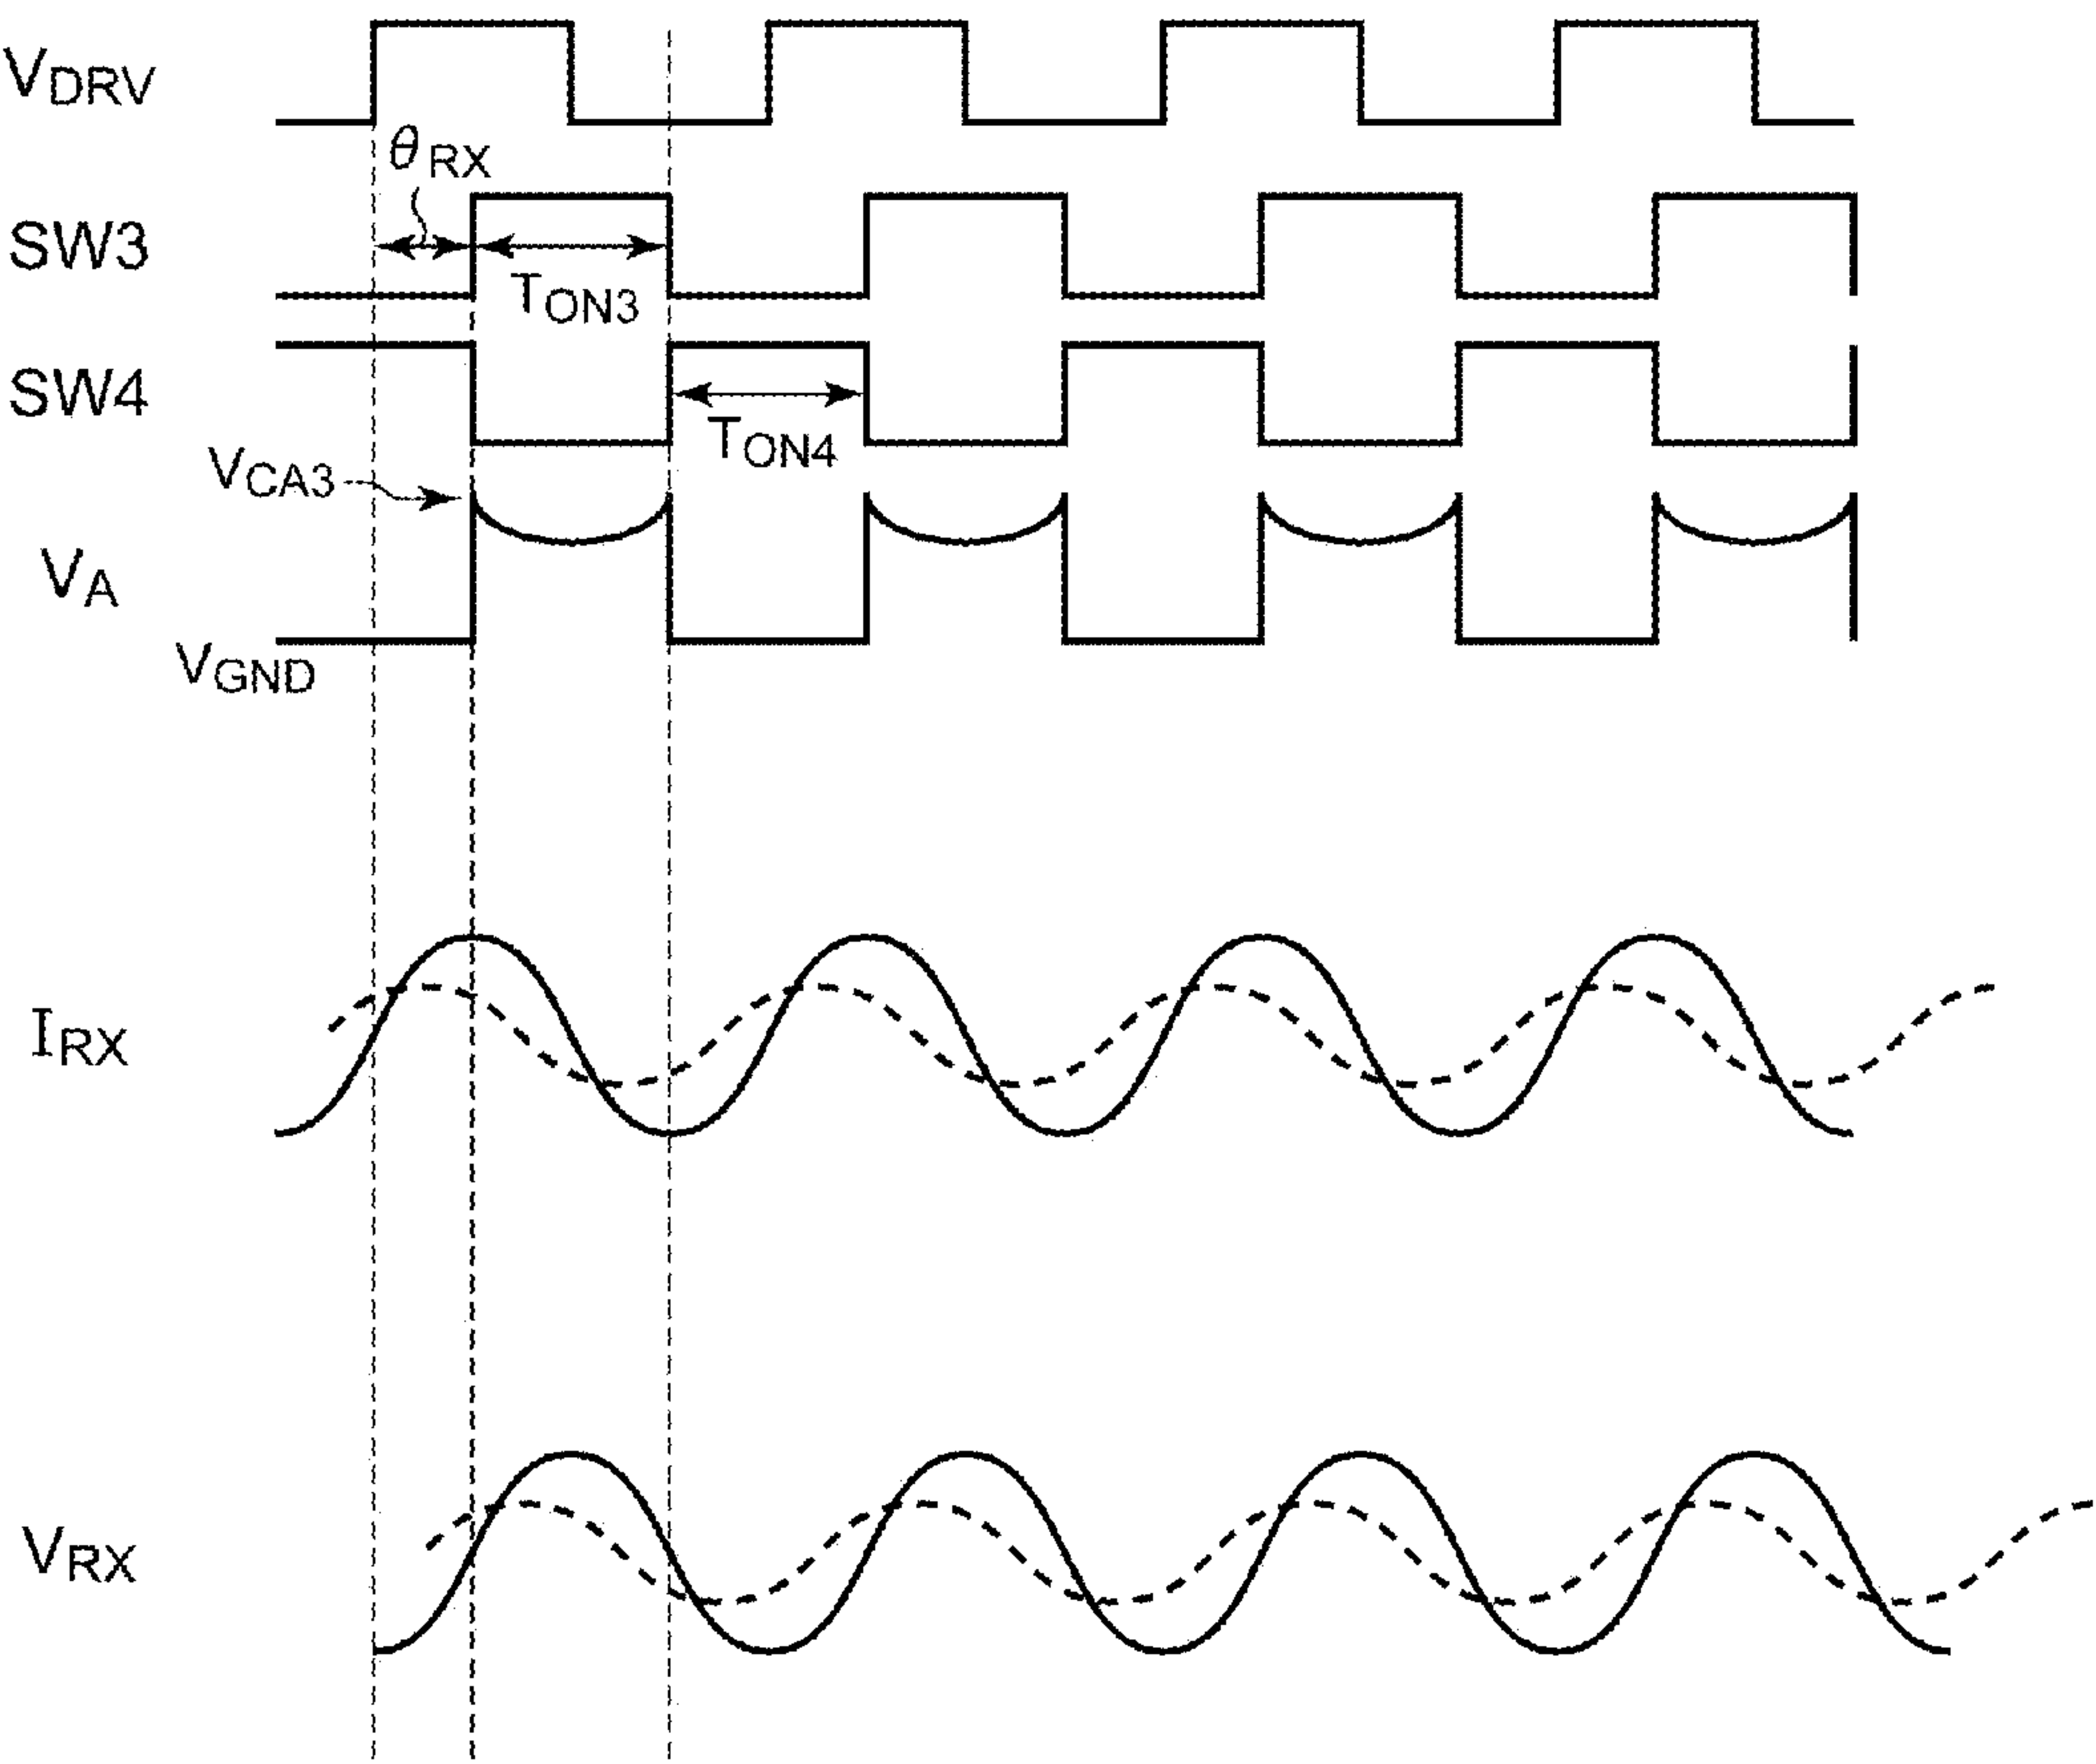 VDRV
θRX
SW3
TON3
SW4
TON4
VCA3
VA
VGND
IRX
VRX